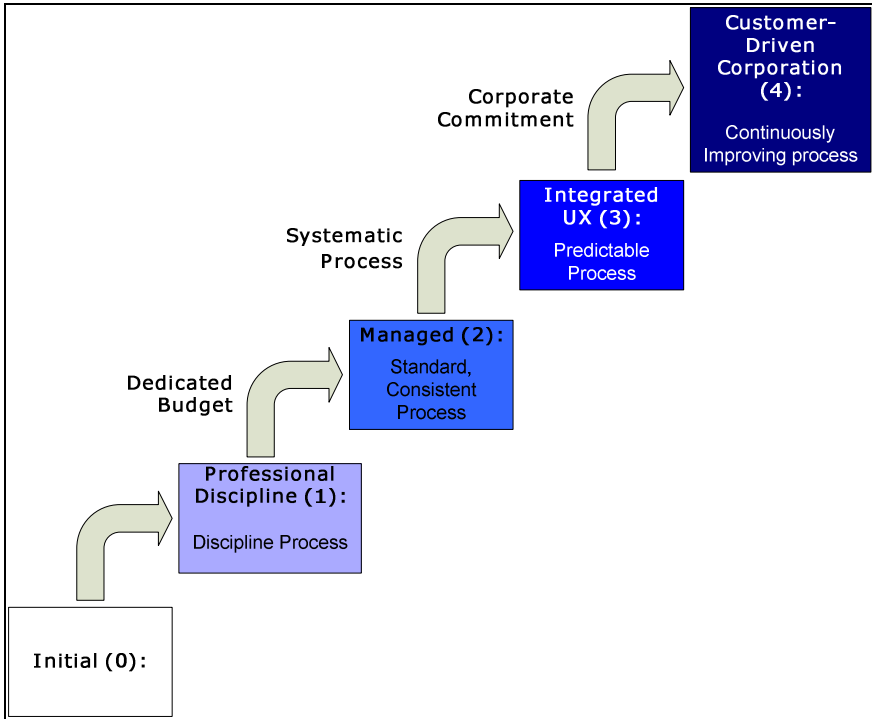 Customer-
Driven
Corporation
(4):
Continuously
Improving process
Corporate
Commitment
Integrated
UX (3):
Predictable
Process
Systematic
Process
Managed (2):
Standard,
Consistent
Process
Dedicated
Budget
Professional
Discipline (1):
Discipline Process
Initial (0):